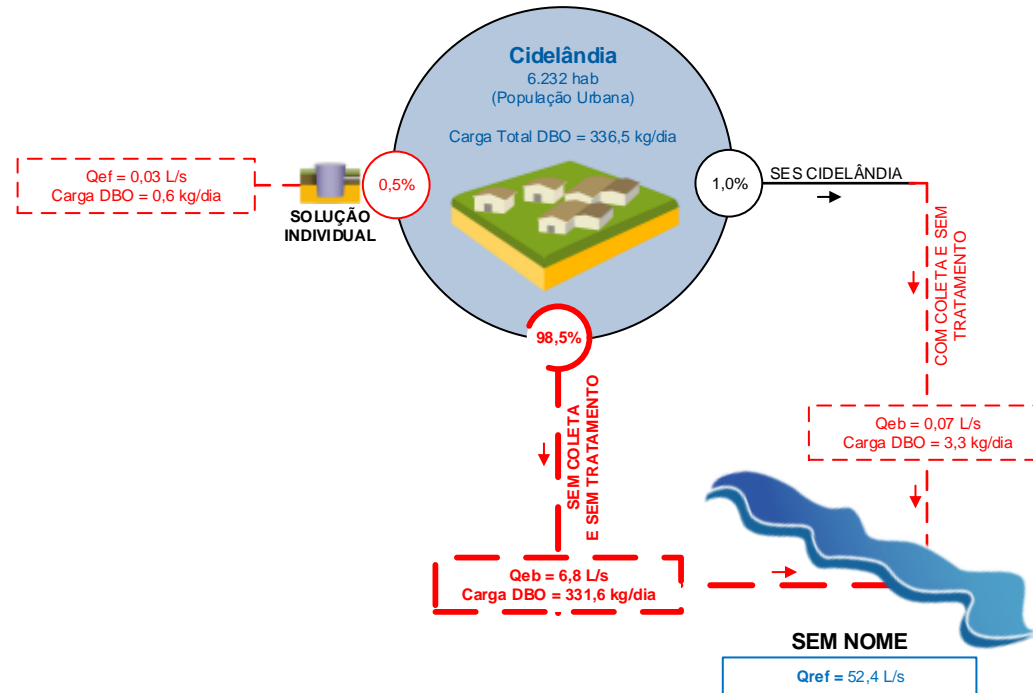 Cidelândia
6.232 hab
(População Urbana)
Carga Total DBO = 336,5 kg/dia
Qef = 0,03 L/s
Carga DBO = 0,6 kg/dia
SOLUÇÃO
INDIVIDUAL
0,5%
1,0%
SES CIDELÂNDIA
COM COLETA E SEM
TRATAMENTO
98,5%
SEM COLETA
E SEM TRATAMENTO
Qeb = 0,07 L/s
Carga DBO = 3,3 kg/dia
Qeb = 6,8 L/s
Carga DBO = 331,6 kg/dia
SEM NOME
Qref = 52,4 L/s